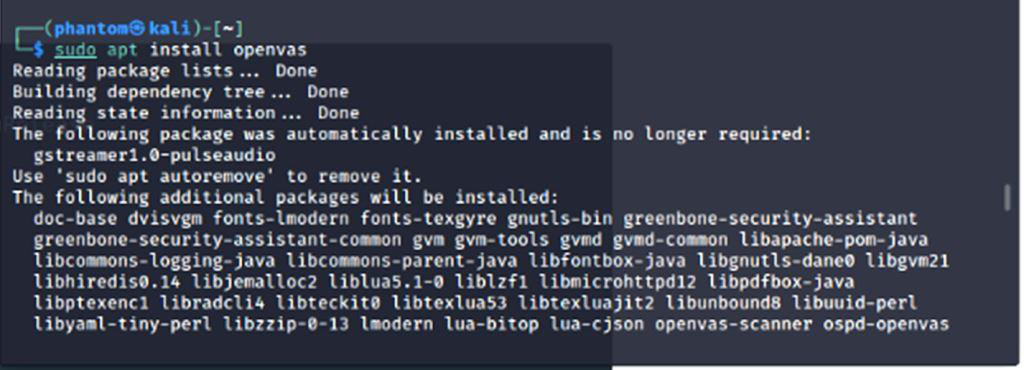 ┌──(phantom㉿kali)-[~]
└─$ sudo apt install openvas
Reading package lists... Done
Building dependency tree... Done
Reading state information... Done
The following package was automatically installed and is no longer required:
gstreamer1.0-pulseaudio
Use 'sudo apt autoremove' to remove it.
The following additional packages will be installed:
doc-base dvisvgm fonts-lmodern fonts-texgyre gnutls-bin greenbone-security-assistant
greenbone-security-assistant-common gvm gvm-tools gvmd gvmd-common libapache-pom-java
libcommons-logging-java libcommons-parent-java libfontbox-java libgnutls-dane0 libgvm21
libhiredis0.14 libjemalloc2 liblua5.1-0 liblzf1 libmicrohttpd12 libpdfbox-java
libptexenc1 libradcli4 libteckit0 libtexlua53 libtexluajit2 libunbound8 libuuid-perl
libyaml-tiny-perl libzzip-0-13 lmodern lua-bitop lua-cjson openvas-scanner ospd-openvas